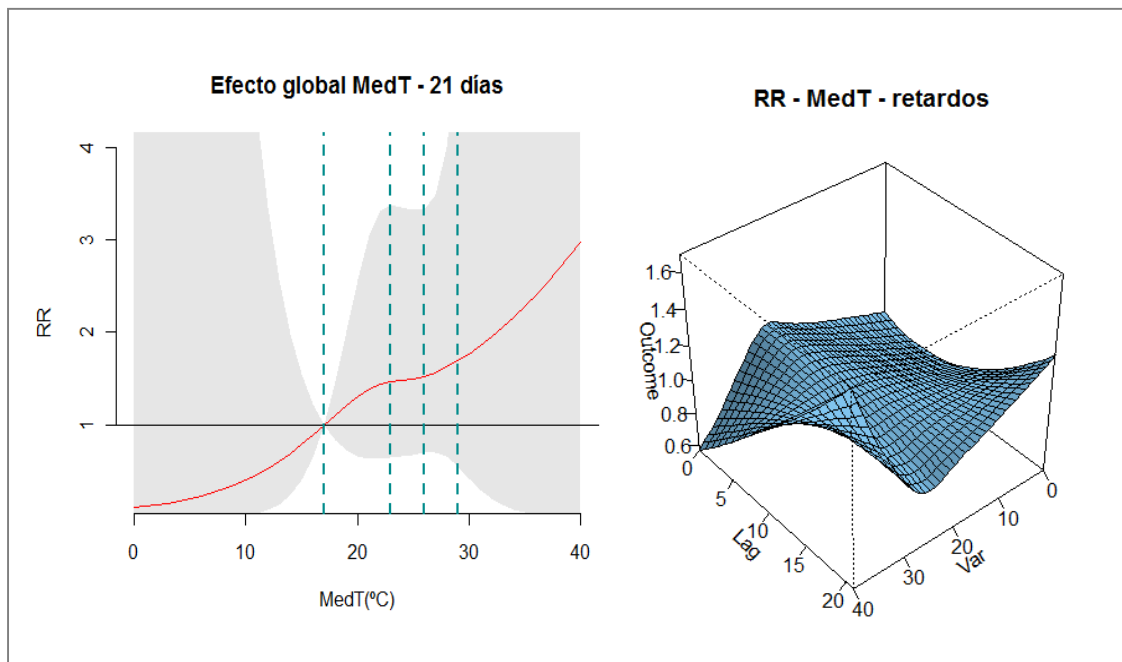 Efecto global MedT - 21 días
RR
4
3
2
1
0 10 20 30 40
MedT(ºC)
RR - MedT - retardos
Outcome
1.6
1.4
1.2
1.0
0.8
0.6
0 5 10 15 20
Lag
40 30 20 10 0
Var